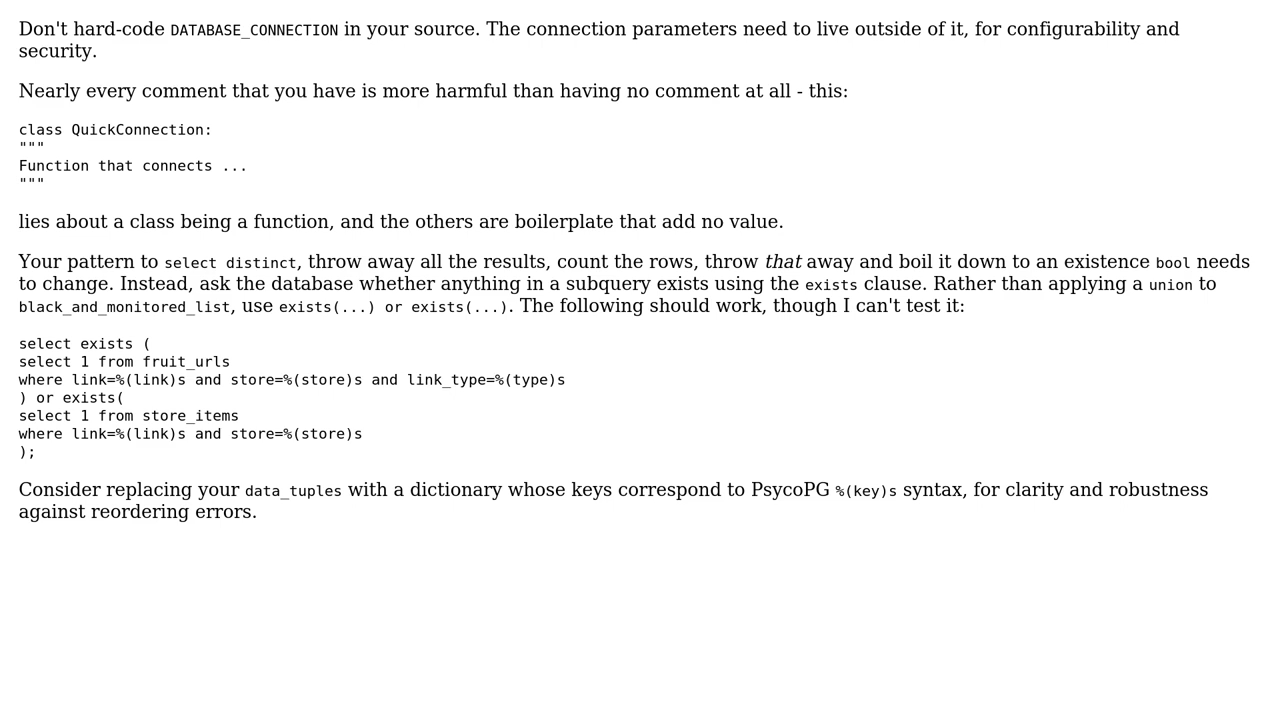 Don't hard-code DATABASE_CONNECTION in your source. The connection parameters need to live outside of it, for configurability and
security.
Nearly every comment that you have is more harmful than having no comment at all - this:
class QuickConnection:
"""
Function that connects ...
"""
lies about a class being a function, and the others are boilerplate that add no value.
Your pattern to select distinct, throw away all the results, count the rows, throw that away and boil it down to an existence bool needs
to change. Instead, ask the database whether anything in a subquery exists using the exists clause. Rather than applying a union to
black_and_monitored_list, use exists(...) or exists(...). The following should work, though I can't test it:
select exists (
select 1 from fruit_urls
where link=%(link)s and store=%(store)s and link_type=%(type)s
) or exists(
select 1 from store_items
where link=%(link)s and store=%(store)s
);
Consider replacing your data_tuples with a dictionary whose keys correspond to PsycoPG %(key)s syntax, for clarity and robustness
against reordering errors.